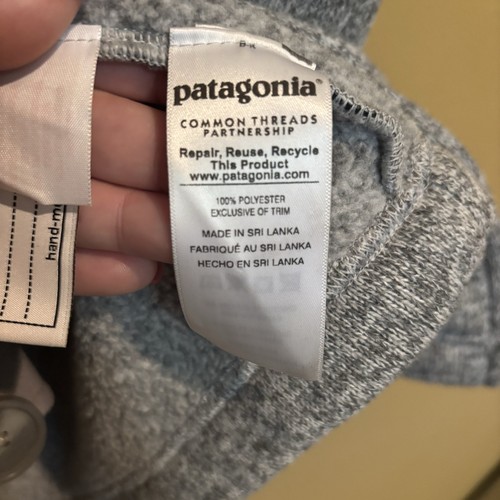 patagonia®
COMMON THREADS
PARTNERSHIP
Repair, Reuse, Recycle
This Product
www.patagonia.com
100% POLYESTER
EXCLUSIVE OF TRIM
MADE IN SRI LANKA
FABRIQUÉ AU SRI LANKA
HECHO EN SRI LANKA
hand-m